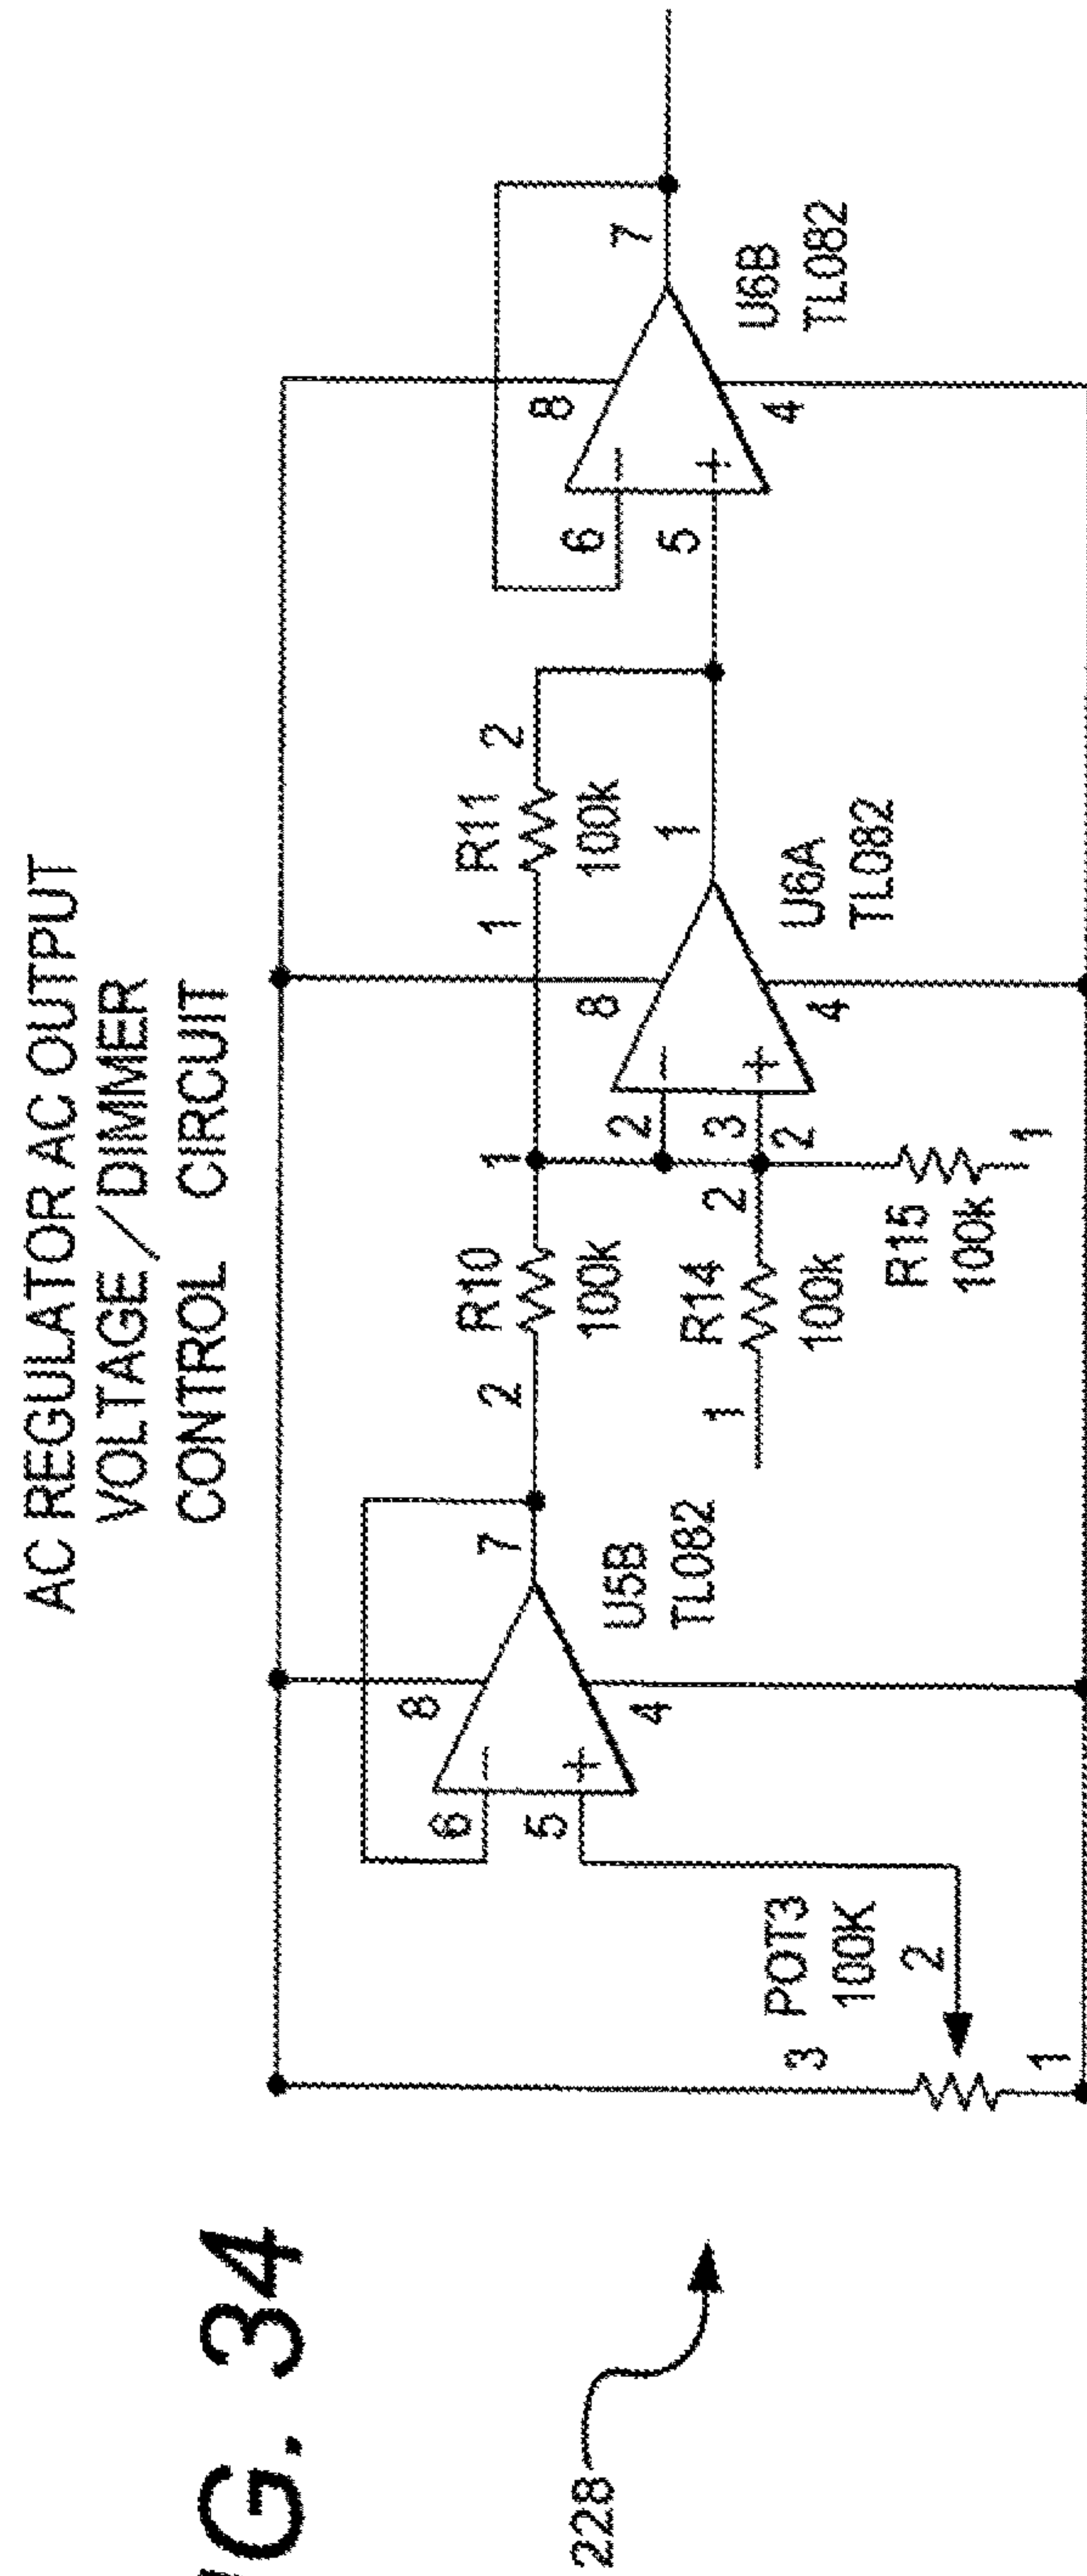 AC REGULATOR AC OUTPUT
VOLTAGE/DIMMER
CONTROL CIRCUIT
G. 34
228
POT3
100K
3
2
1
6
5
8
4
7
U5B
TL082
2
R10
100k
1
1
R14
100k
2
2
R15
100k
1
2
3
8
4
1
U6A
TL082
1
R11
100k
2
6
5
8
4
7
U6B
TL082
−
+
−
+
−
+